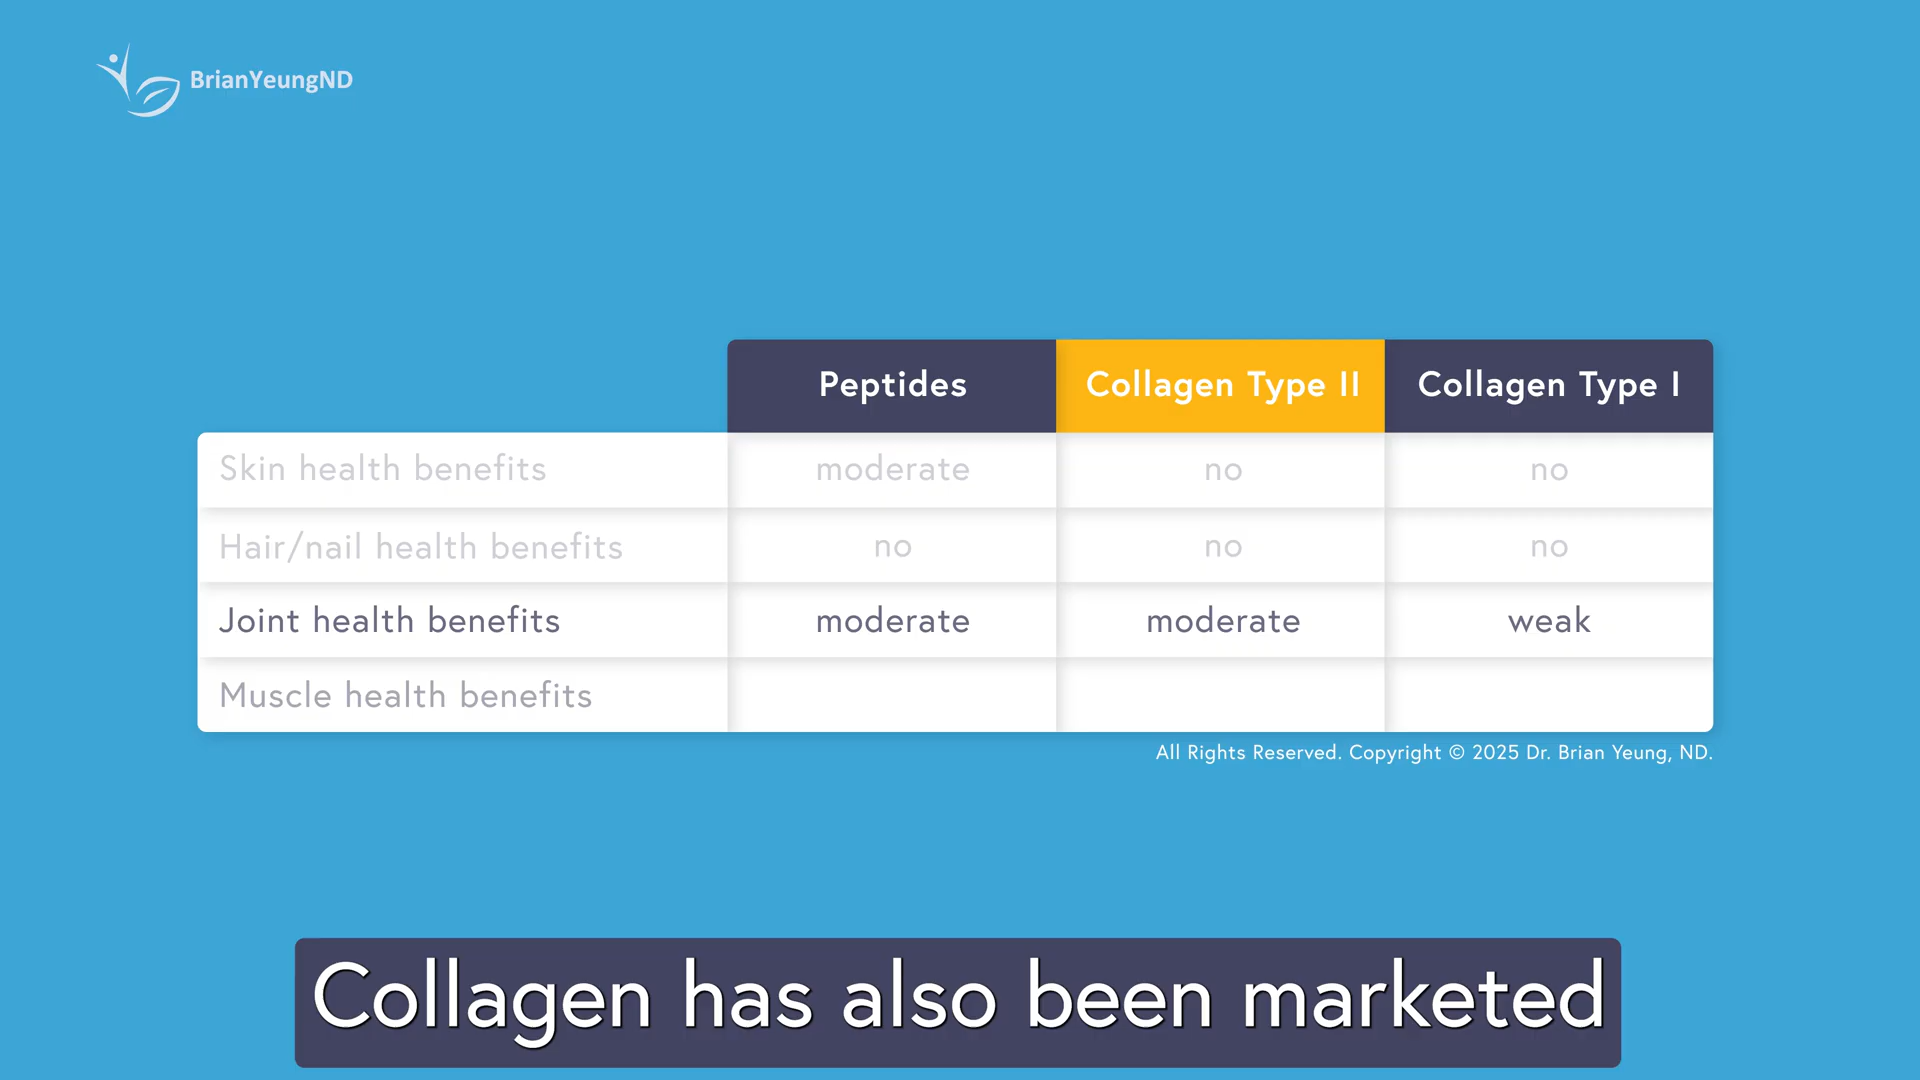 BrianYeungND
Peptides Collagen Type II Collagen Type I
Skin health benefits moderate no no
Hair/nail health benefits no no no
Joint health benefits moderate moderate weak
Muscle health benefits
All Rights Reserved. Copyright © 2025 Dr. Brian Yeung, ND.
Collagen has also been marketed